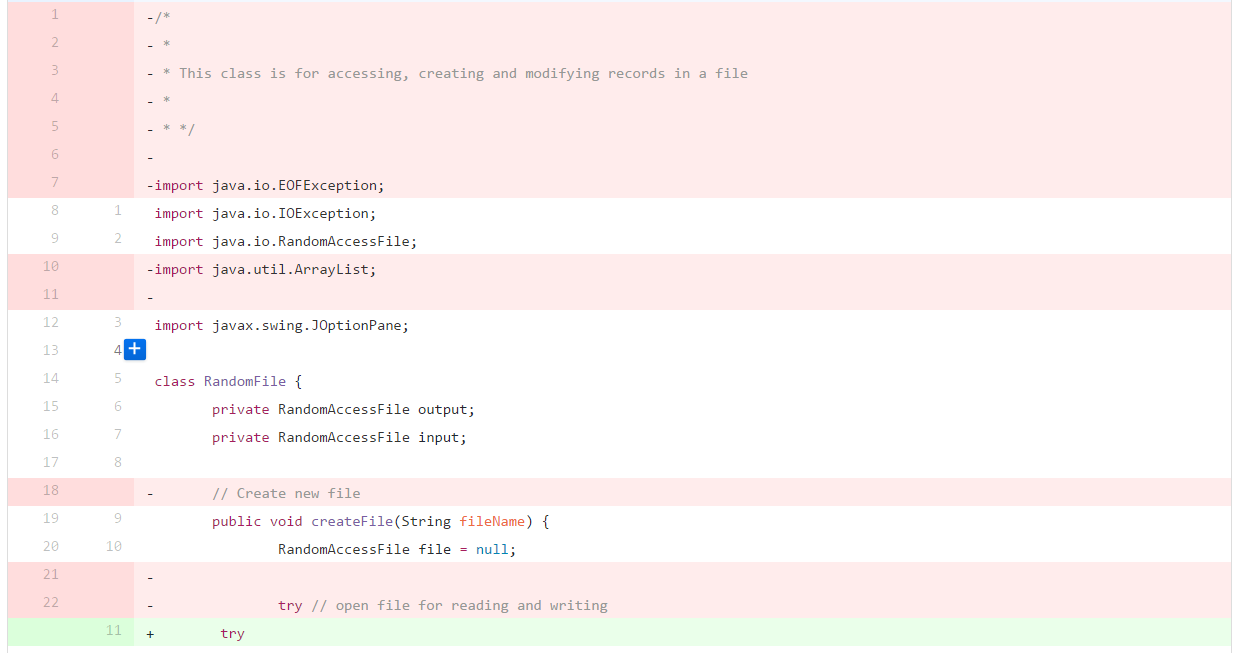 1 -/*
2 - *
3 - * This class is for accessing, creating and modifying records in a file
4 - *
5 - * */
6 -
7 -import java.io.EOFException;
8 1 import java.io.IOException;
9 2 import java.io.RandomAccessFile;
10 -import java.util.ArrayList;
11 -
12 3 import javax.swing.JOptionPane;
13 4 +
14 5 class RandomFile {
15 6 private RandomAccessFile output;
16 7 private RandomAccessFile input;
17 8
18 - // Create new file
19 9 public void createFile(String fileName) {
20 10 RandomAccessFile file = null;
21 -
22 - try // open file for reading and writing
11 + try